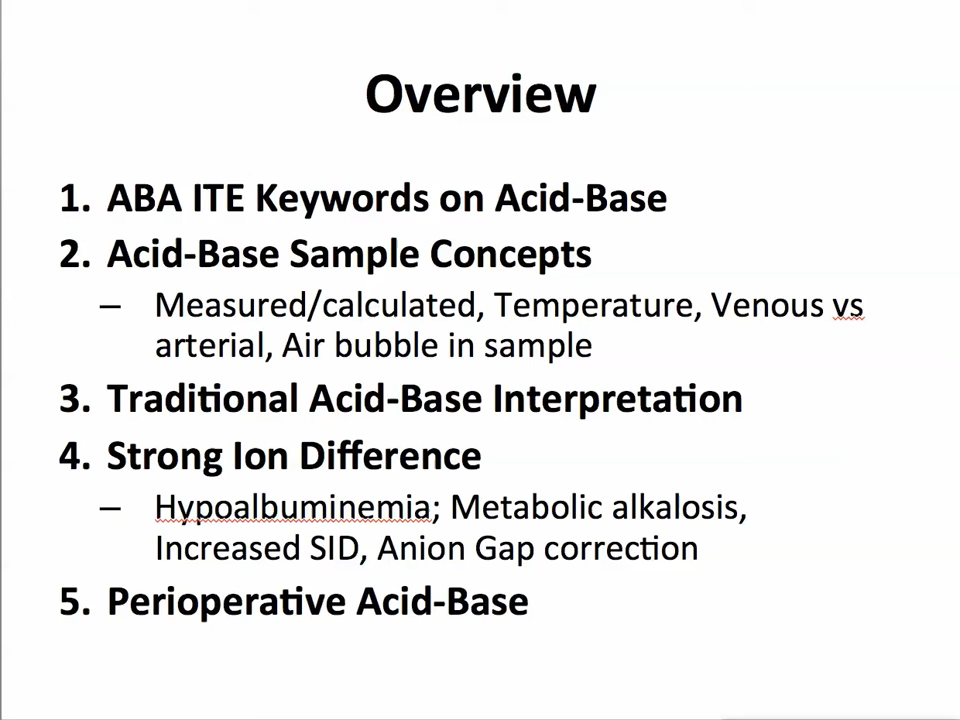 Overview
1. ABA ITE Keywords on Acid-Base
2. Acid-Base Sample Concepts
– Measured/calculated, Temperature, Venous vs
arterial, Air bubble in sample
3. Traditional Acid-Base Interpretation
4. Strong Ion Difference
– Hypoalbuminemia; Metabolic alkalosis,
Increased SID, Anion Gap correction
5. Perioperative Acid-Base